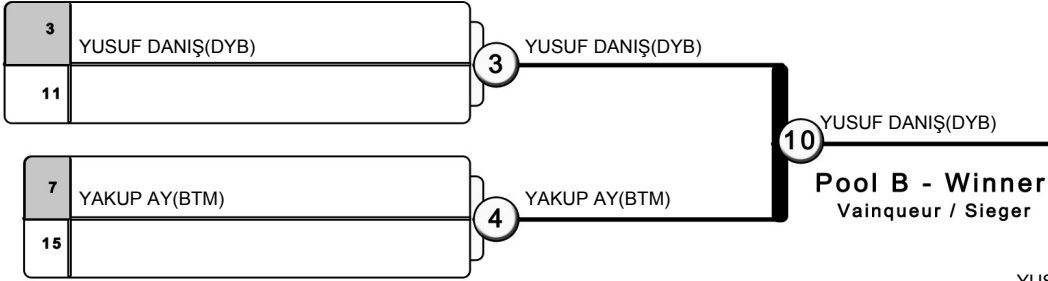 3
YUSUF DANIŞ(DYB)
11
3
YUSUF DANIŞ(DYB)
10
YUSUF DANIŞ(DYB)
Pool B - Winner
Vainqueur / Sieger
7
YAKUP AY(BTM)
15
4
YAKUP AY(BTM)